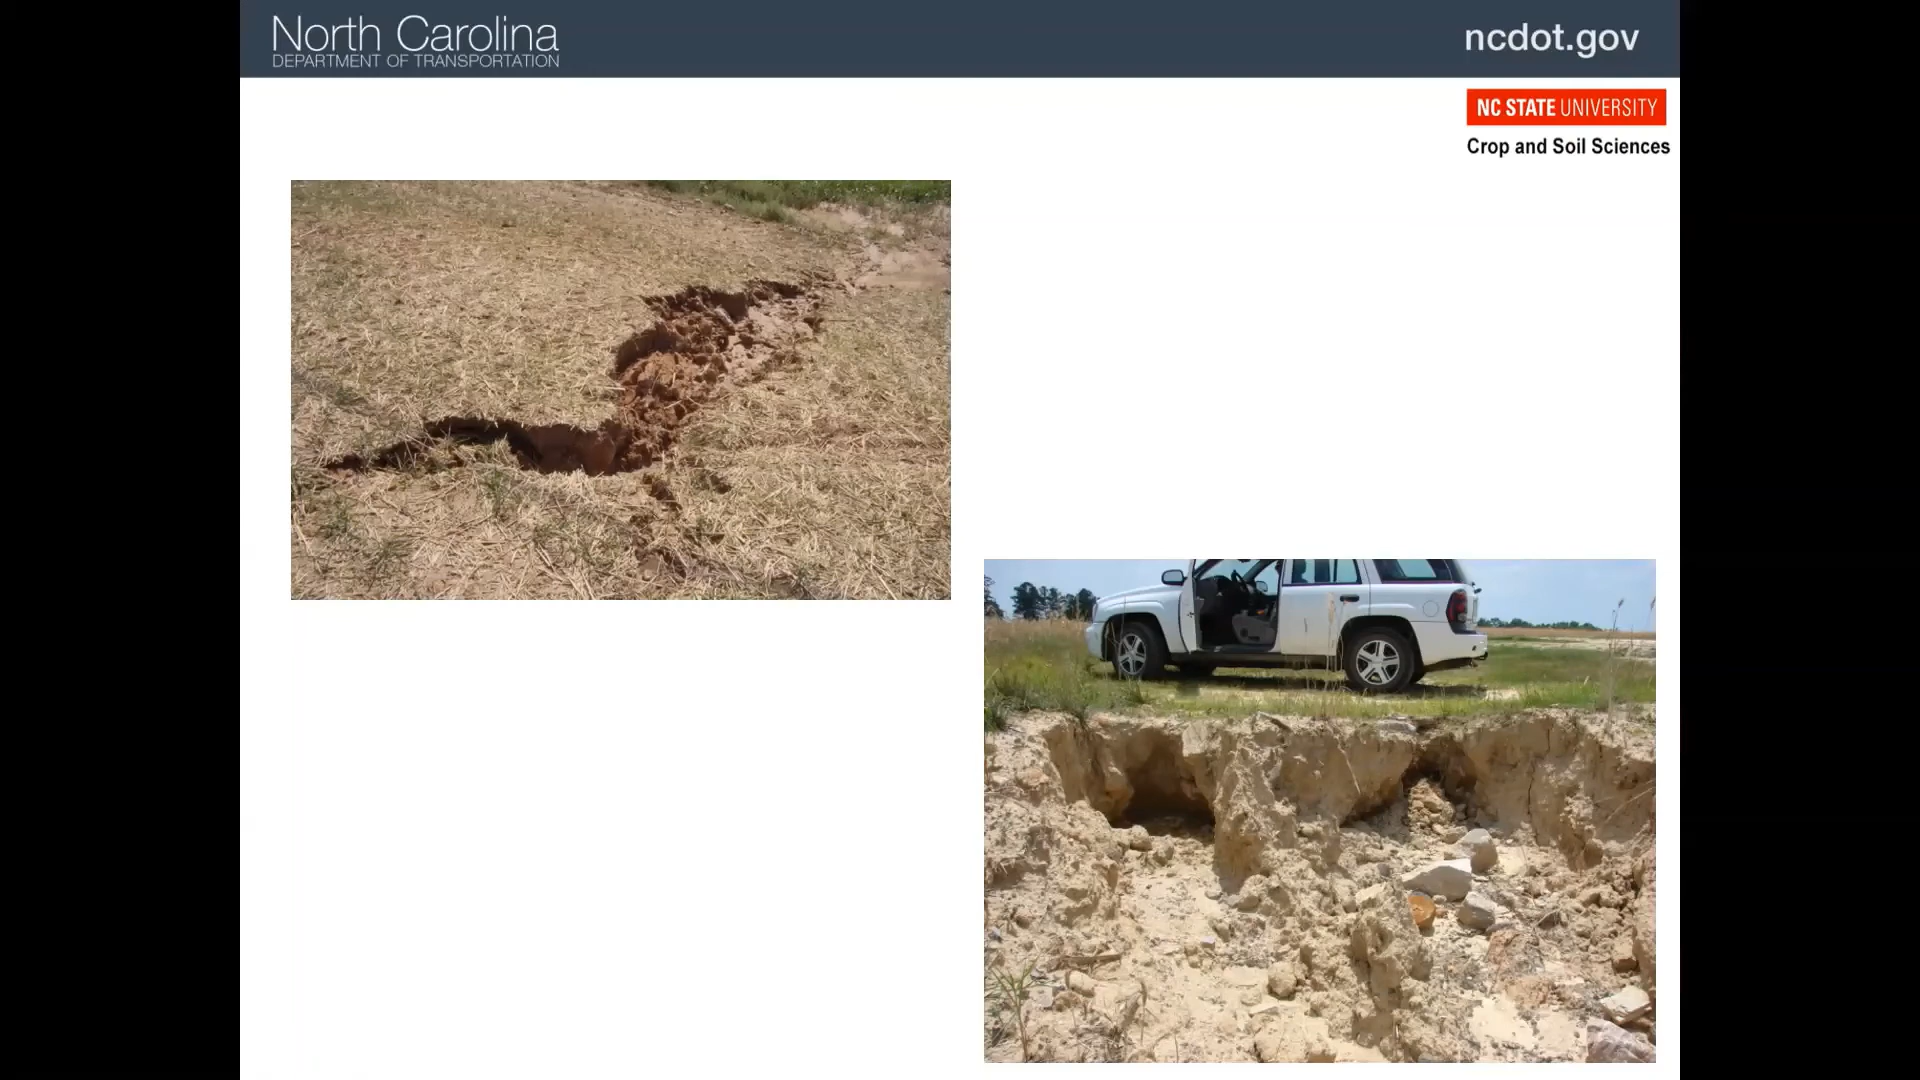 North Carolina
DEPARTMENT OF TRANSPORTATION
ncdot.gov
NC STATE UNIVERSITY
Crop and Soil Sciences